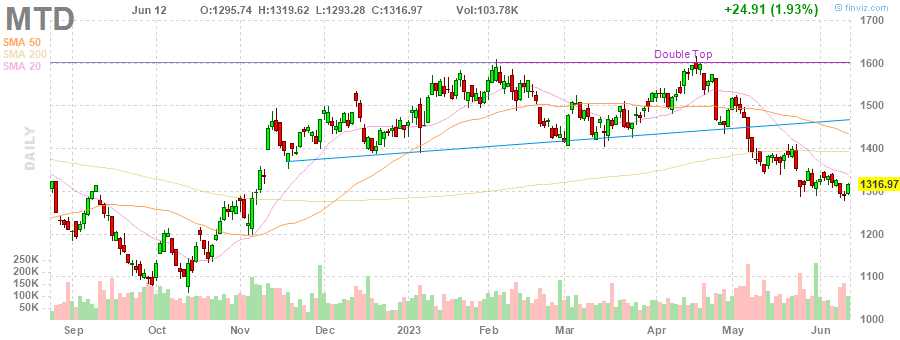 MTD
Jun 12 O:1295.74 H:1319.62 L:1293.28 C:1316.97 Vol:103.78K +24.91 (1.93%)
finviz.com
SMA 50
SMA 200
SMA 20
DAILY
Double Top
1700
1600
1500
1400
1316.97
1300
1200
1100
1000
250K
200K
150K
100K
50K
Sep Oct Nov Dec 2023 Feb Mar Apr May Jun